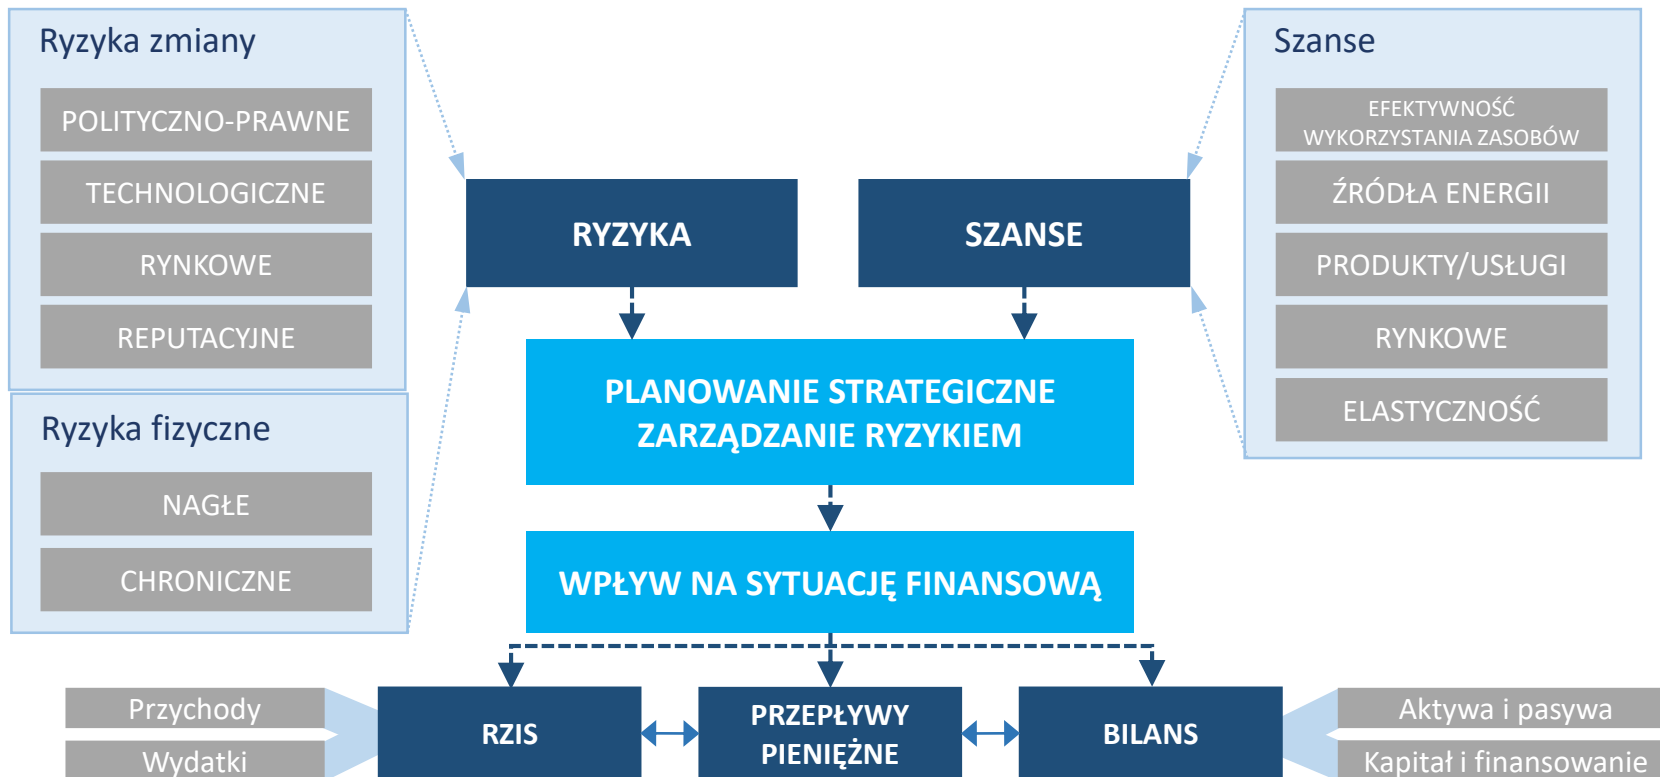 Ryzyka zmiany
POLITYCZNO-PRAWNE
TECHNOLOGICZNE
RYNKOWE
REPUTACYJNE
Ryzyka fizyczne
NAGŁE
CHRONICZNE
RYZYKA
SZANSE
Szanse
EFEKTYWNOŚĆ
WYKORZYSTANIA ZASOBÓW
ŹRÓDŁA ENERGII
PRODUKTY/USŁUGI
RYNKOWE
ELASTYCZNOŚĆ
PLANOWANIE STRATEGICZNE
ZARZĄDZANIE RYZYKIEM
WPŁYW NA SYTUACJĘ FINANSOWĄ
Przychody
Wydatki
RZIS
PRZEPŁYWY
PIENIĘŻNE
BILANS
Aktywa i pasywa
Kapitał i finansowanie